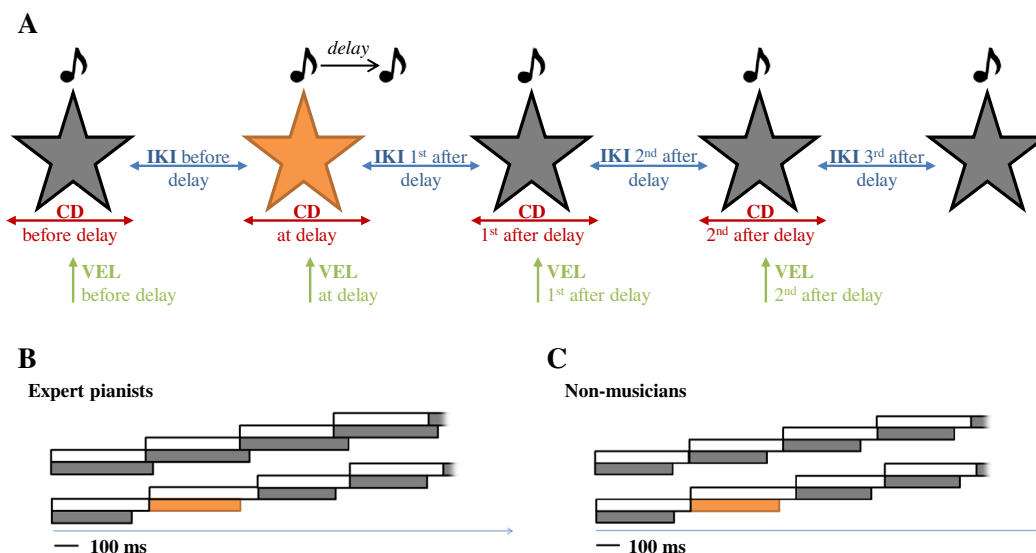 A
delay
IKI before
delay
IKI 1st after
delay
IKI 2nd after
delay
IKI 3rd after
delay
CD
before delay
CD
at delay
CD
1st after delay
CD
2nd after delay
VEL
before delay
VEL
at delay
VEL
1st after delay
VEL
2nd after delay
B
Expert pianists
100 ms
C
Non-musicians
100 ms